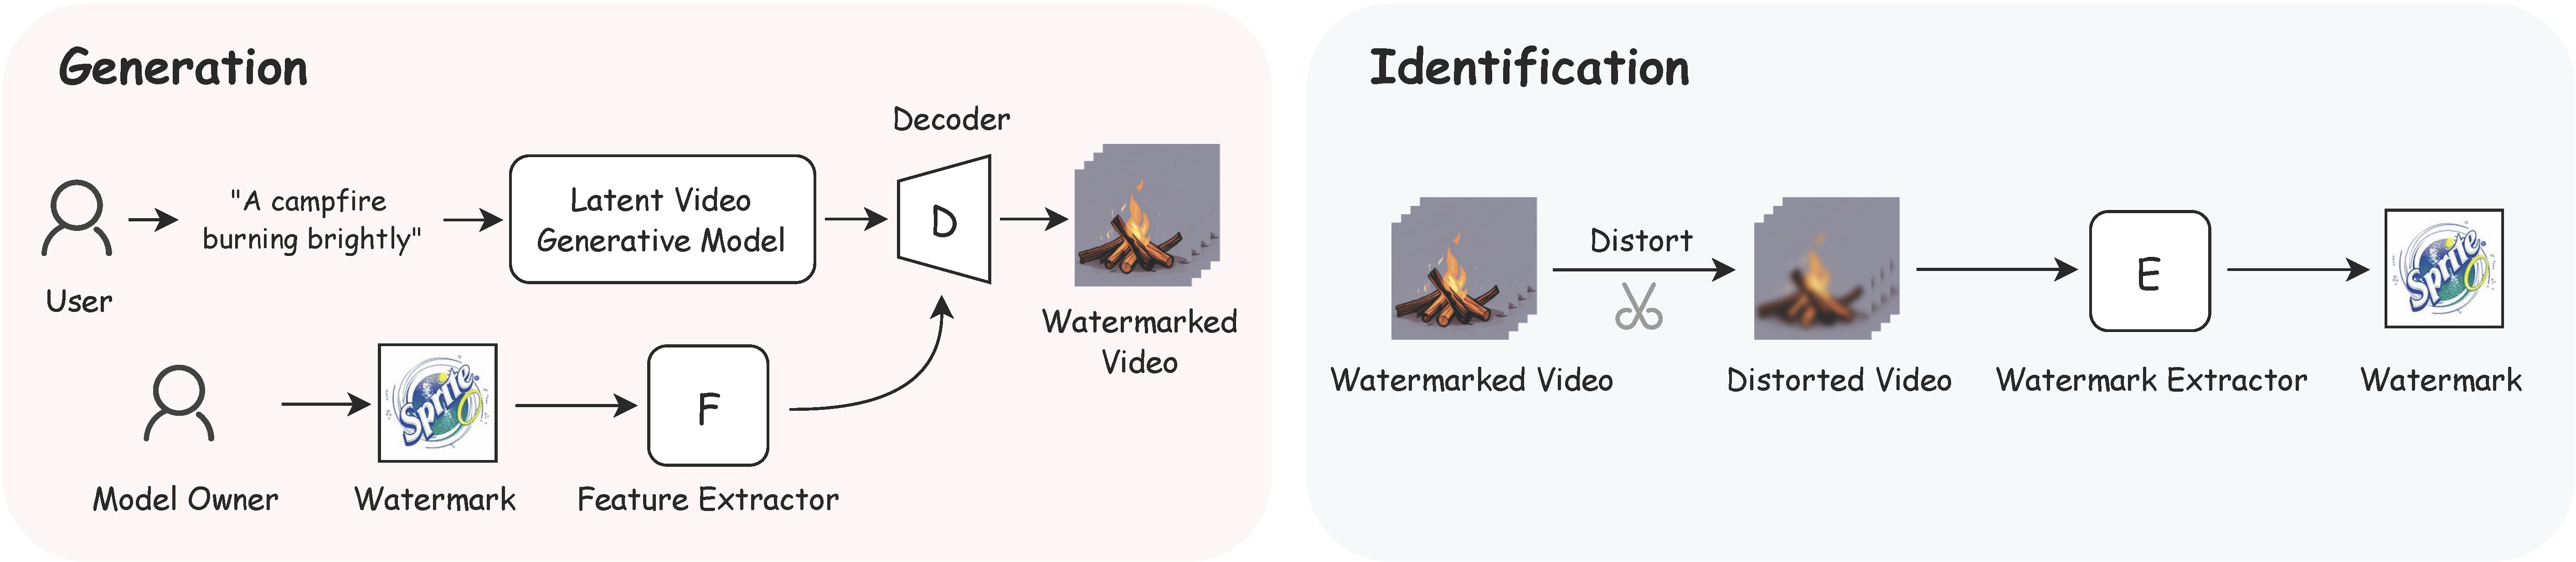 Generation
Decoder
"A campfire
burning brightly"
Latent Video
Generative Model
D
User
Watermarked
Video
Sprite
F
Model Owner
Watermark
Feature Extractor
Identification
Distort
E
Sprite
Watermarked Video
Distorted Video
Watermark Extractor
Watermark